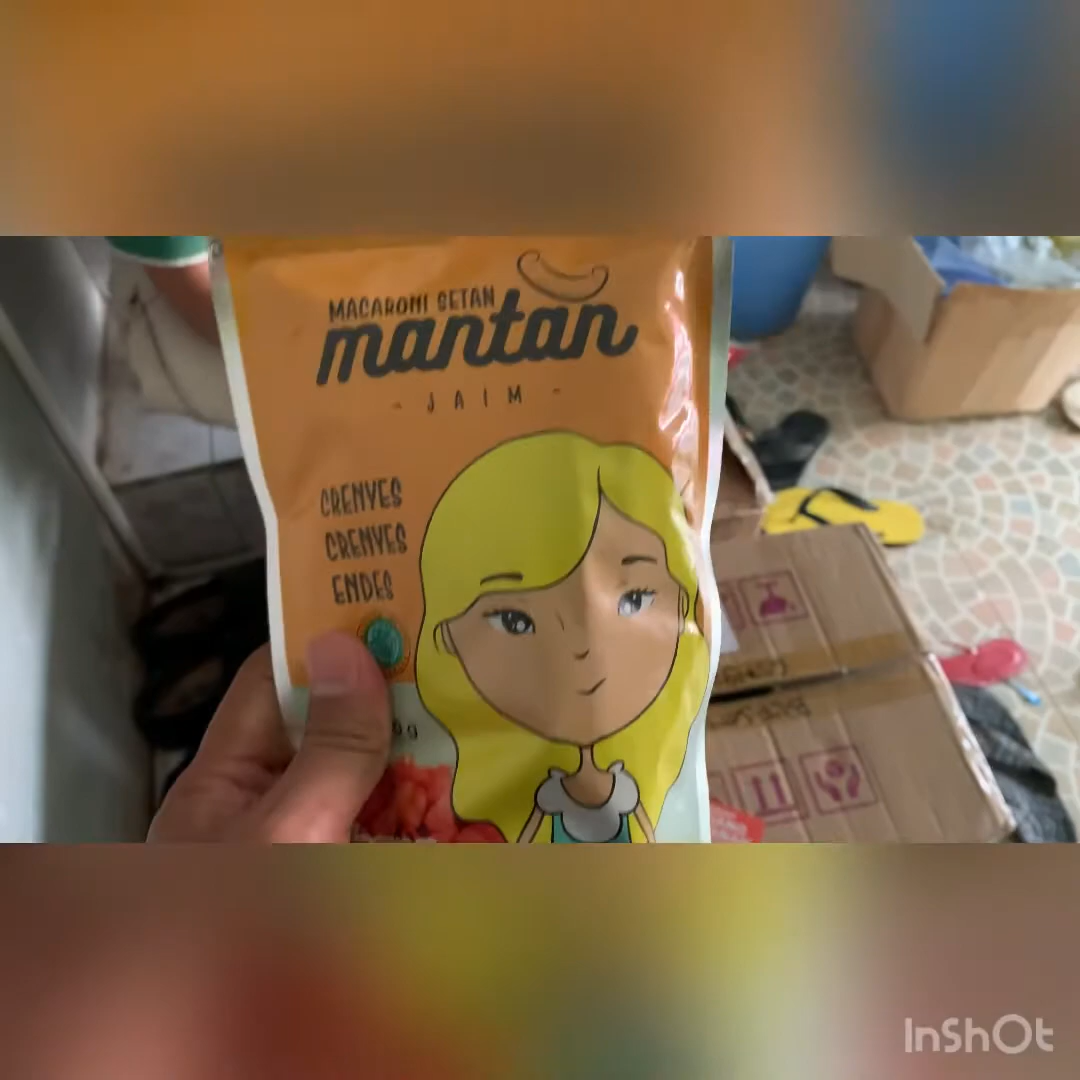 MACARONI SETAN
mantan
- JAIM -
CRENYES
CRENYES
ENDES
InShOt